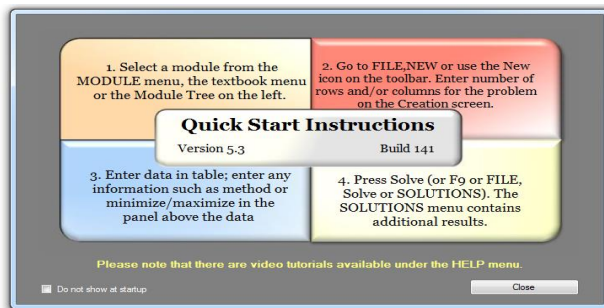 1. Select a module from the
MODULE menu, the textbook menu
or the Module Tree on the left.
2. Go to FILE,NEW or use the New
icon on the toolbar. Enter number of
rows and/or columns for the problem
on the Creation screen.
Quick Start Instructions
Version 5.3 Build 141
3. Enter data in table; enter any
information such as method or
minimize/maximize in the
panel above the data
4. Press Solve (or F9 or FILE,
Solve or SOLUTIONS). The
SOLUTIONS menu contains
additional results.
Please note that there are video tutorials available under the HELP menu.
Do not show at startup
Close